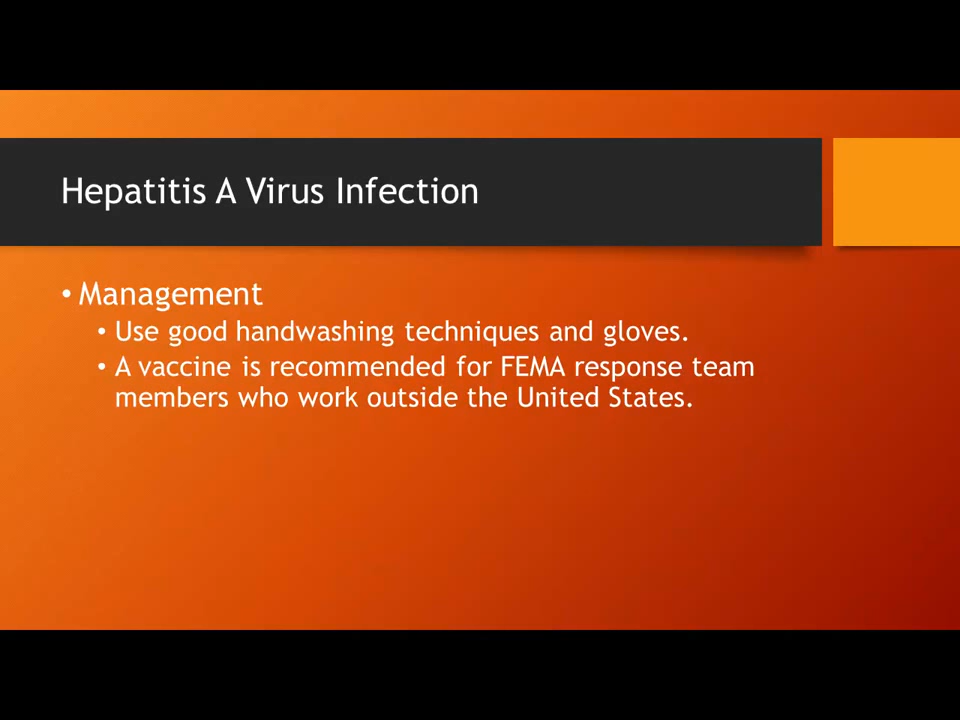 Hepatitis A Virus Infection
• Management
• Use good handwashing techniques and gloves.
• A vaccine is recommended for FEMA response team
members who work outside the United States.